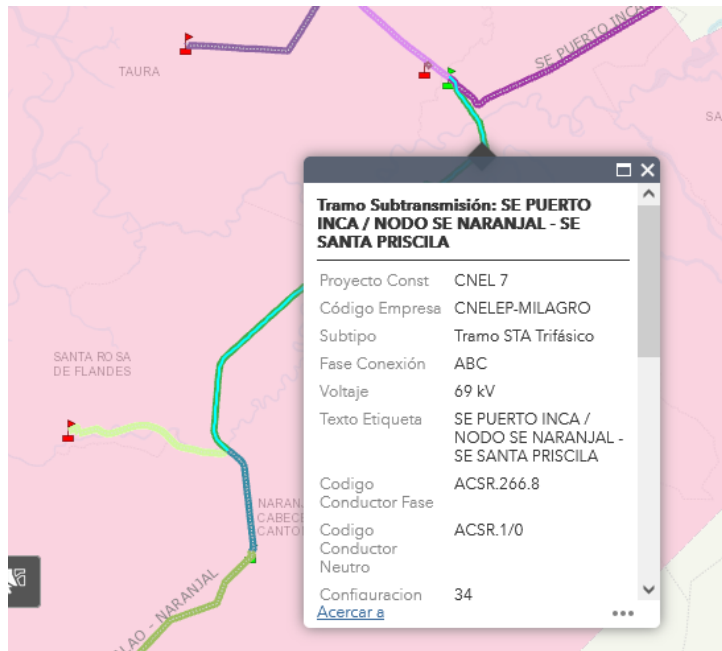 SE PUERTO INCA
TAURA
SA
Tramo Subtransmisión: SE PUERTO
INCA / NODO SE NARANJAL - SE
SANTA PRISCILA
Proyecto Const CNEL 7
Código Empresa CNELEP-MILAGRO
Subtipo Tramo STA Trifásico
Fase Conexión ABC
Voltaje 69 kV
Texto Etiqueta SE PUERTO INCA /
NODO SE NARANJAL -
SE SANTA PRISCILA
Codigo
Conductor Fase ACSR.266.8
Codigo
Conductor
Neutro ACSR.1/0
Configuracion 34
Acercar a
SANTA ROSA
DE FLANDES
NARAN
CABECE
CANTO
LAO - NARANJAL